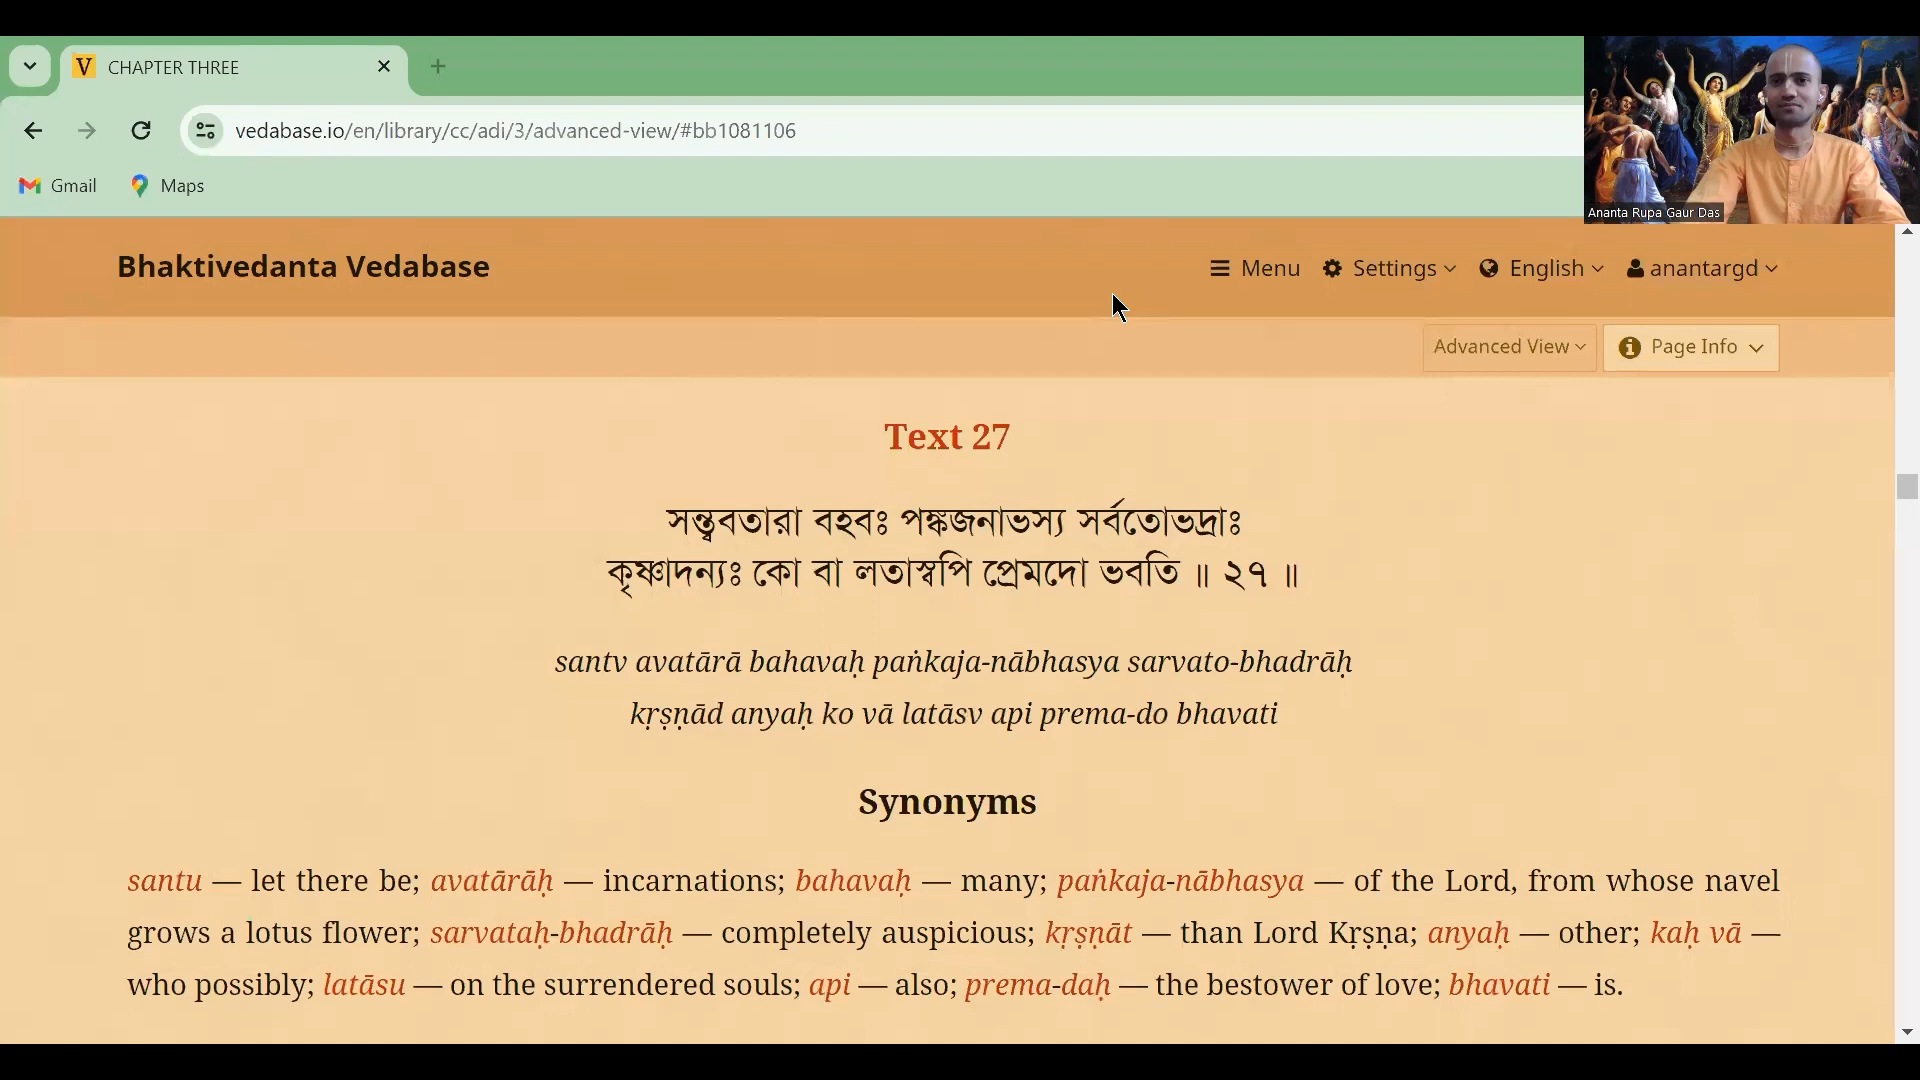 CHAPTER THREE
vedabase.io/en/library/cc/adi/3/advanced-view/#bb1081106
Gmail Maps
Ananta Rupa Gaur Das
Bhaktivedanta Vedabase Menu Settings English anantargd
Advanced View Page Info
Text 27
সন্ত্ববতারা বহবঃ পঙ্কজনাভস্য সর্বতোভদ্রাঃ
কৃষ্ণাদন্যঃ কো বা লতাস্বপি প্রেমদো ভবতি ॥ ২৭ ॥
santv avatārā bahavaḥ paṅkaja-nābhasya sarvato-bhadrāḥ
kṛṣṇād anyaḥ ko vā latāsv api prema-do bhavati
Synonyms
santu — let there be; avatārāḥ — incarnations; bahavaḥ — many; paṅkaja-nābhasya — of the Lord, from whose navel
grows a lotus flower; sarvataḥ-bhadrāḥ — completely auspicious; kṛṣṇāt — than Lord Kṛṣṇa; anyaḥ — other; kaḥ vā —
who possibly; latāsu — on the surrendered souls; api — also; prema-daḥ — the bestower of love; bhavati — is.